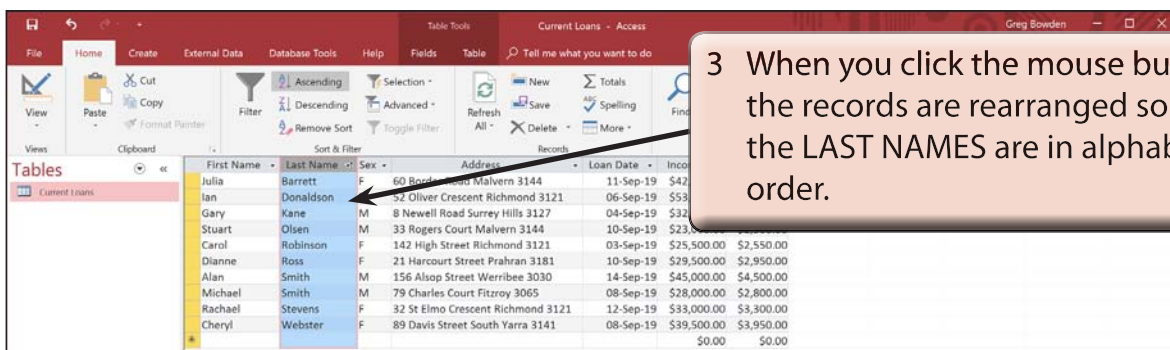 Table Tools Current Loans - Access Greg Bowden
File Home Create External Data Database Tools Help Fields Table Tell me what you want to do
View Paste Cut Copy Format Painter Filter Ascending Descending Remove Sort Selection Advanced Toggle Filter Refresh All New Save Delete Totals Spelling More
Views Clipboard Sort & Filter Records
3 When you click the mouse
the records are rearranged so
the LAST NAMES are in
order.
Tables
Current Loans
First Name Last Name Sex Address Loan Date
Julia Barrett F 60 Border Road Malvern 3144 11-Sep-19
Ian Donaldson 52 Oliver Crescent Richmond 3121 06-Sep-19
Gary Kane M 8 Newell Road Surrey Hills 3127 04-Sep-19
Stuart Olsen M 33 Rogers Court Malvern 3144 10-Sep-19
Carol Robinson F 142 High Street Richmond 3121 03-Sep-19 $25,500.00 $2,550.00
Dianne Ross F 21 Harcourt Street Prahran 3181 10-Sep-19 $29,500.00 $2,950.00
Alan Smith M 156 Alsop Street Werribee 3030 14-Sep-19 $45,000.00 $4,500.00
Michael Smith M 79 Charles Court Fitzroy 3065 08-Sep-19 $28,000.00 $2,800.00
Rachael Stevens F 32 St Elmo Crescent Richmond 3121 12-Sep-19 $33,000.00 $3,300.00
Cheryl Webster F 89 Davis Street South Yarra 3141 08-Sep-19 $39,500.00 $3,950.00
$0.00 $0.00